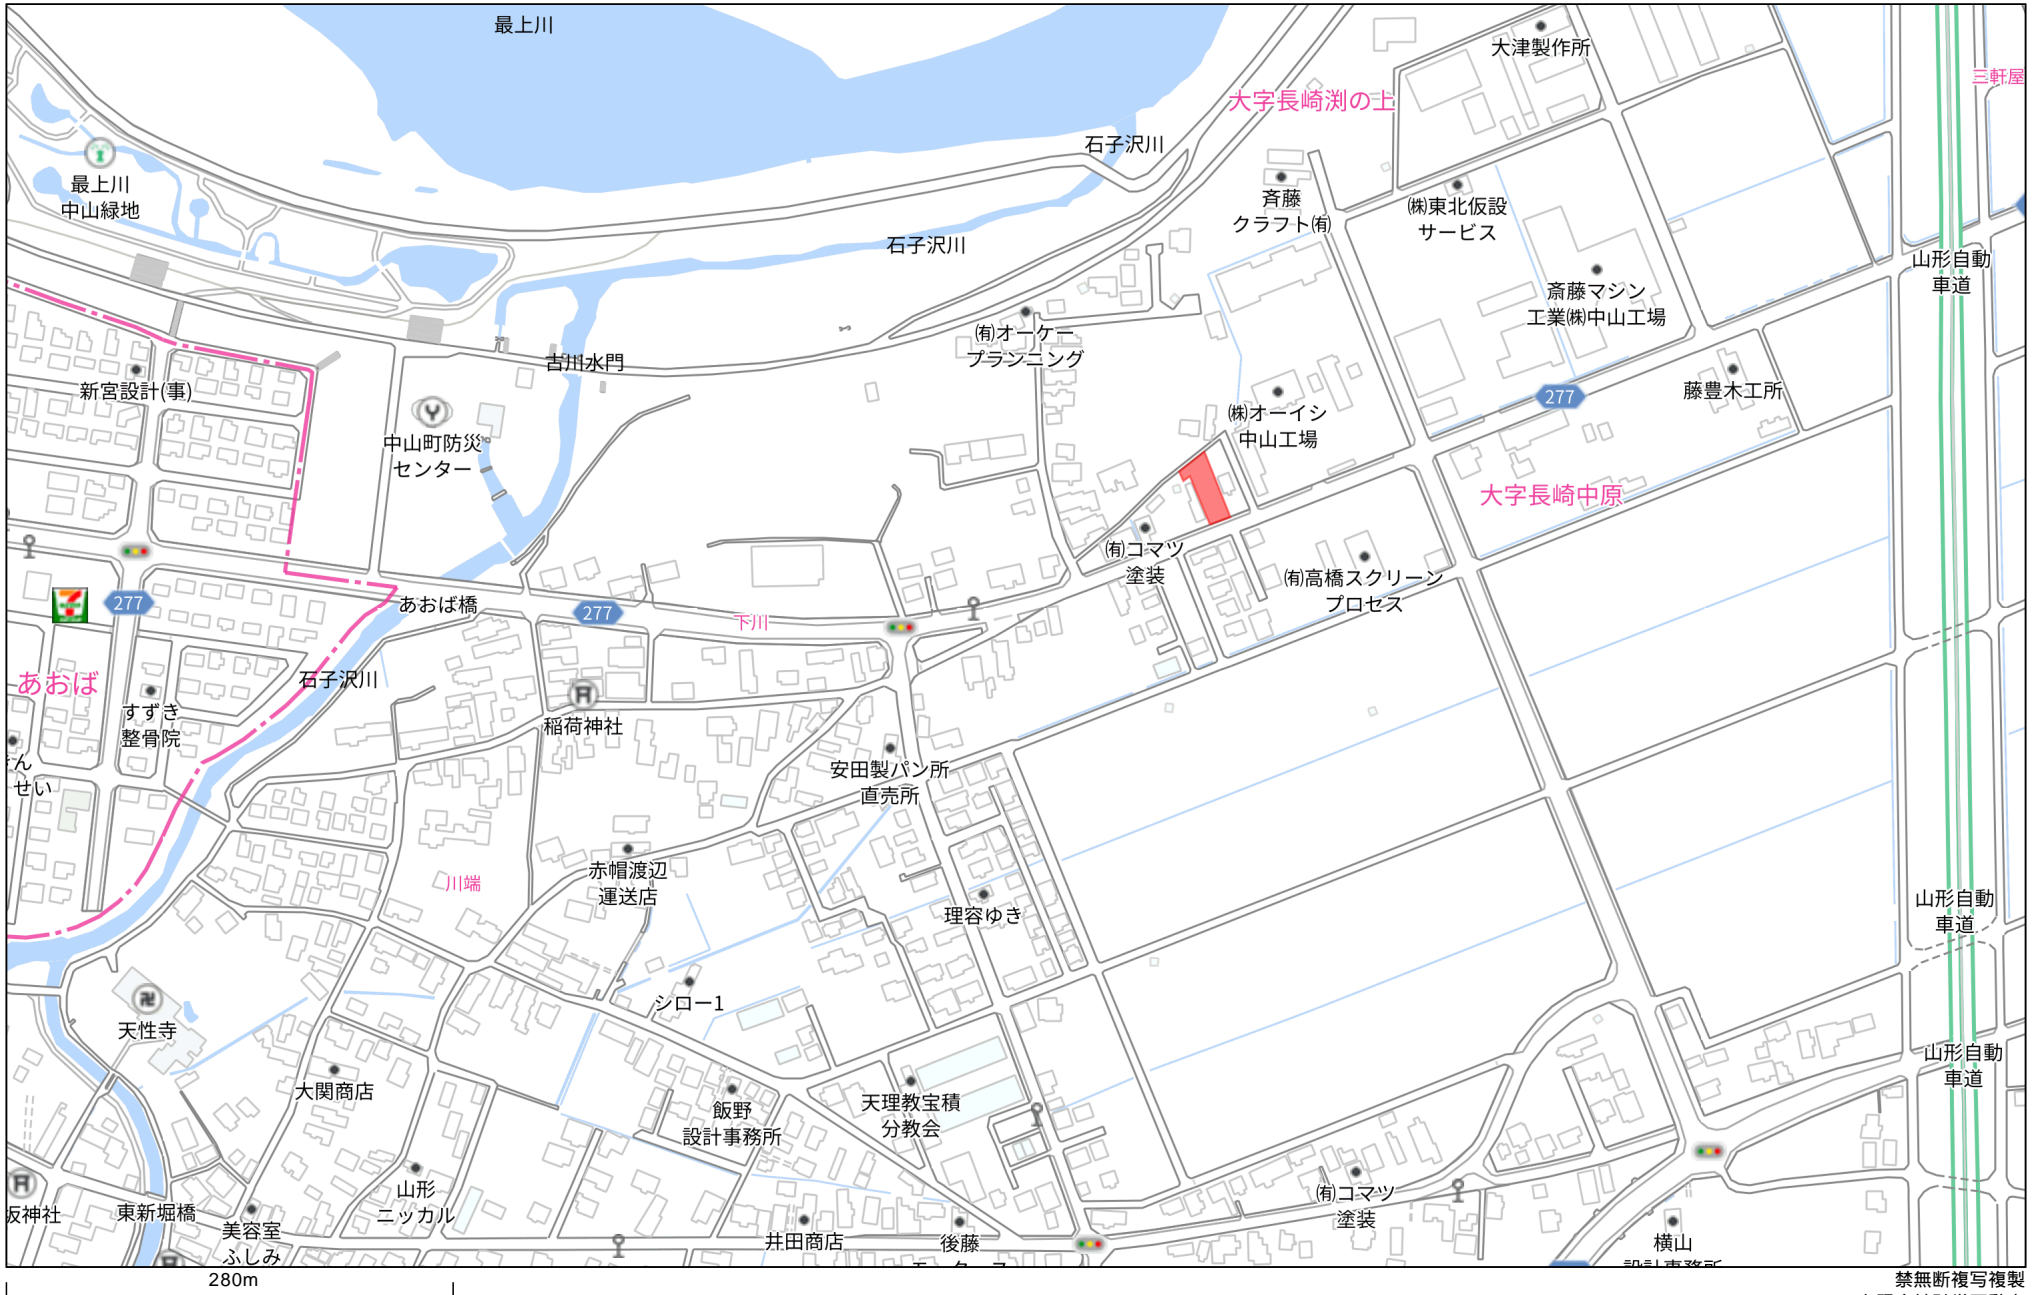 最上川
大津製作所
三軒屋
大字長崎渕の上
石子沢川
最上川
中山緑地
斉藤
クラフト㈲
㈱東北仮設
サービス
石子沢川
山形自動
車道
斎藤マシン
工業㈱中山工場
㈲オーケー
プランニング
古川水門
新宮設計(事)
藤豊木工所
277
㈱オーイシ
中山工場
中山町防災
センター
大字長崎中原
㈲コマツ
塗装
㈲高橋スクリーン
プロセス
277
あおば橋
277
下川
あおば
石子沢川
すずき
整骨院
稲荷神社
せい
安田製パン所
直売所
赤帽渡辺
運送店
川端
理容ゆき
山形自動
車道
シロー1
天性寺
大関商店
山形自動
車道
飯野
設計事務所
天理教宝積
分教会
山形
ニッカル
㈲コマツ
塗装
坂神社
東新堀橋
美容室
ふしみ
井田商店
後藤
横山
設計事務所
280m
禁無断複写複製